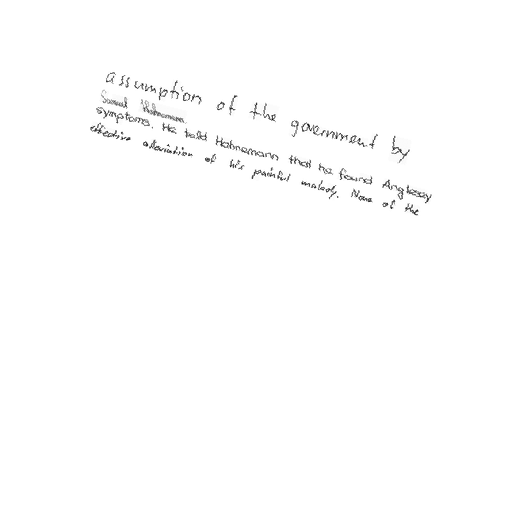 assumption of the government by
Samuel Hahnemann
symptoms. He told Hahnemann that he found Anglesey
effective alleviation of his painful malady. None of the